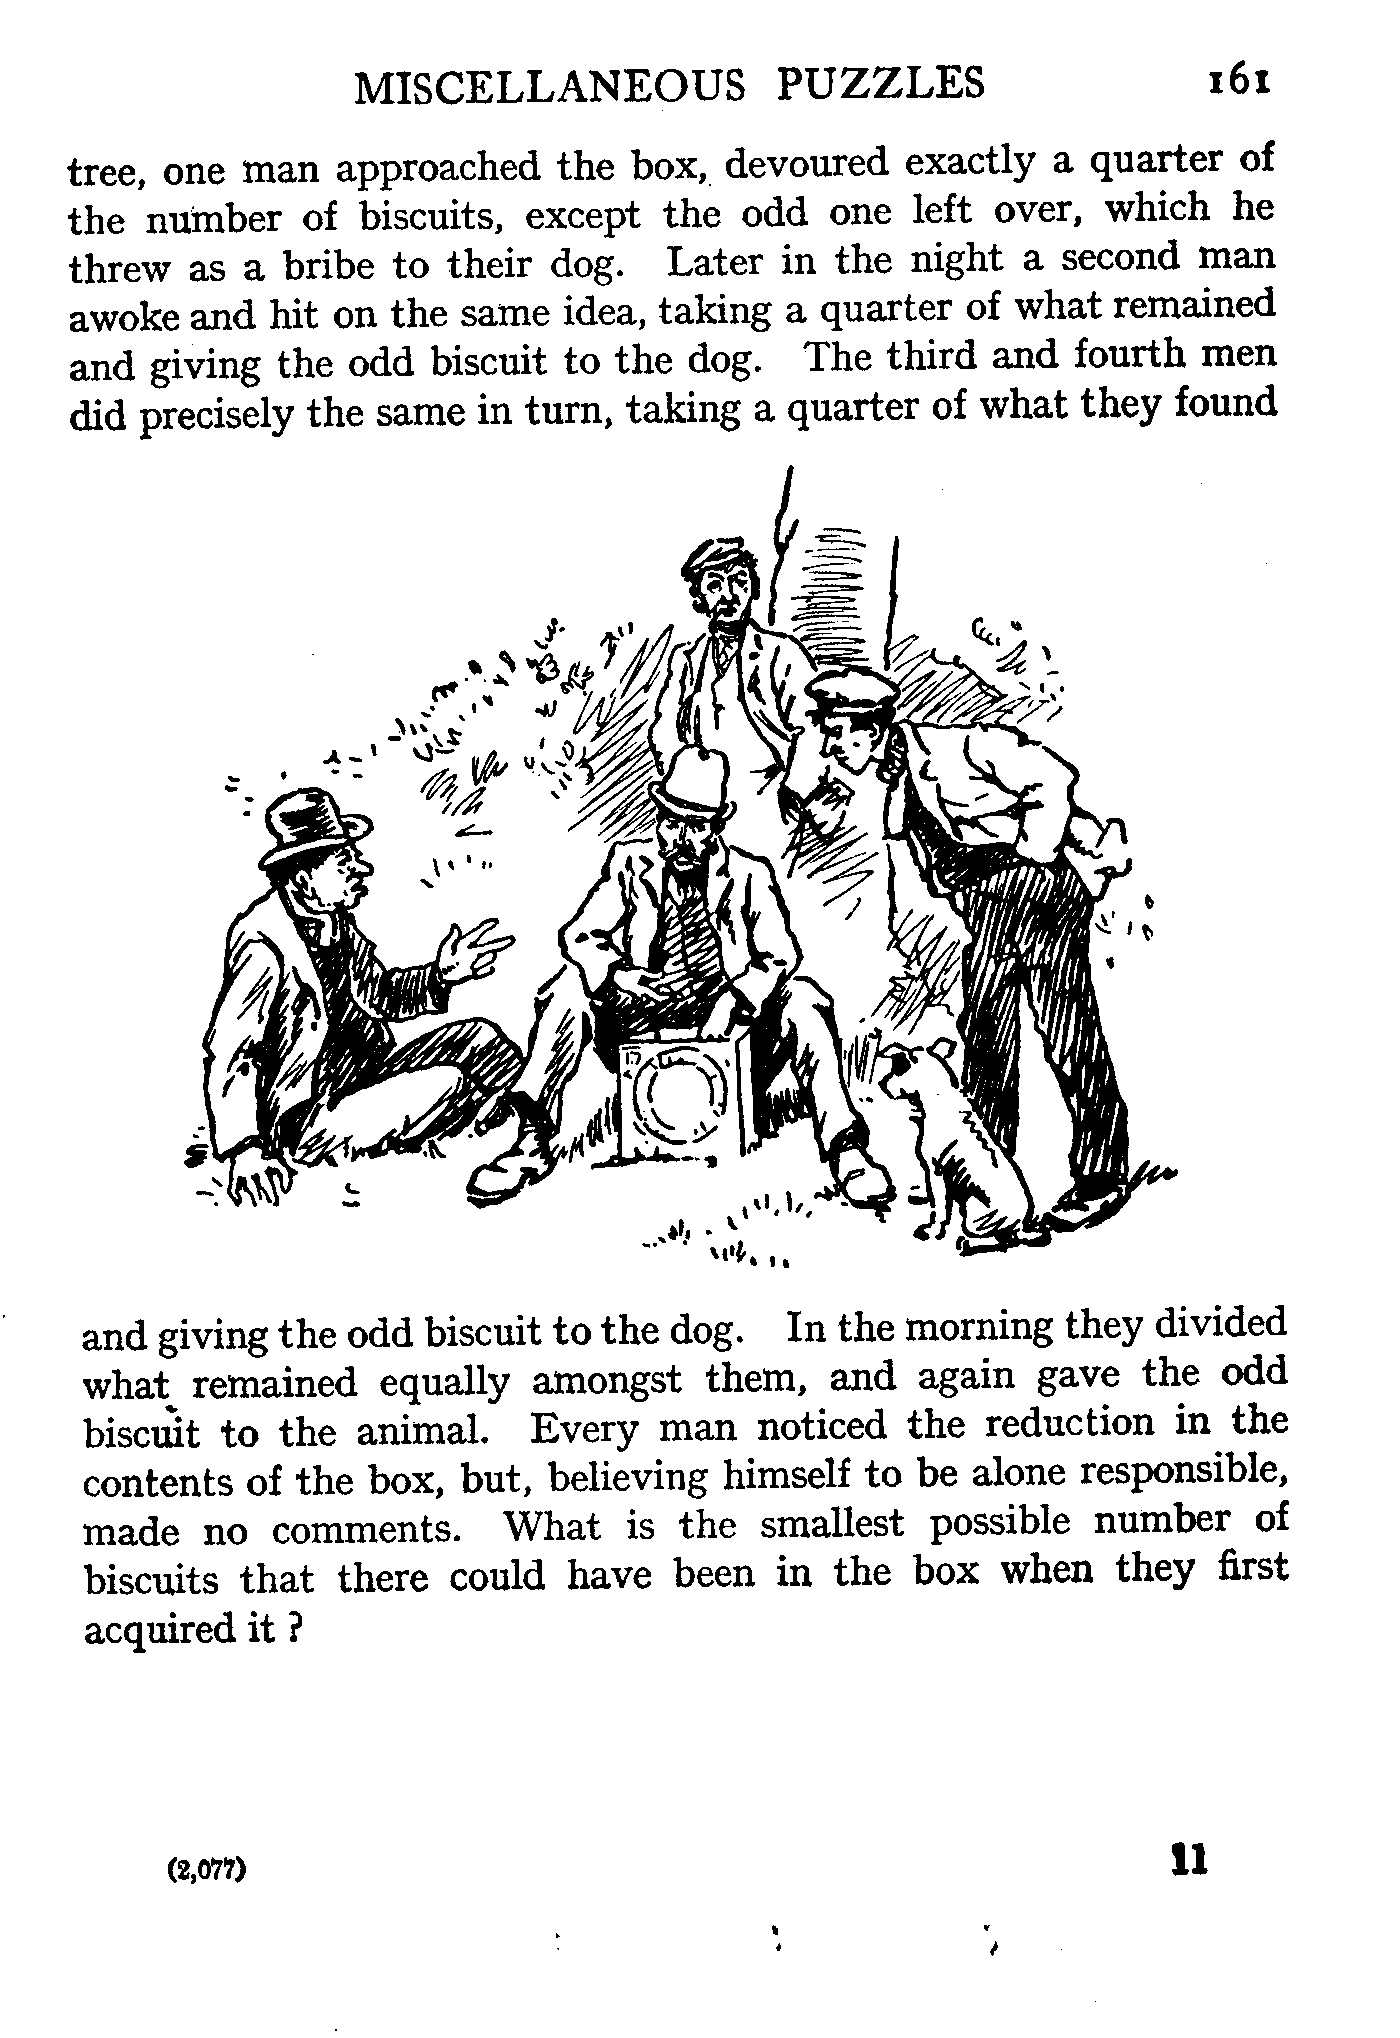 MISCELLANEOUS PUZZLES 161
tree, one man approached the box, devoured exactly a quarter of
the number of biscuits, except the odd one left over, which he
threw as a bribe to their dog. Later in the night a second man
awoke and hit on the same idea, taking a quarter of what remained
and giving the odd biscuit to the dog. The third and fourth men
did precisely the same in turn, taking a quarter of what they found
and giving the odd biscuit to the dog. In the morning they divided
what remained equally amongst them, and again gave the odd
biscuit to the animal. Every man noticed the reduction in the
contents of the box, but, believing himself to be alone responsible,
made no comments. What is the smallest possible number of
biscuits that there could have been in the box when they first
acquired it ?
(2,077) 11